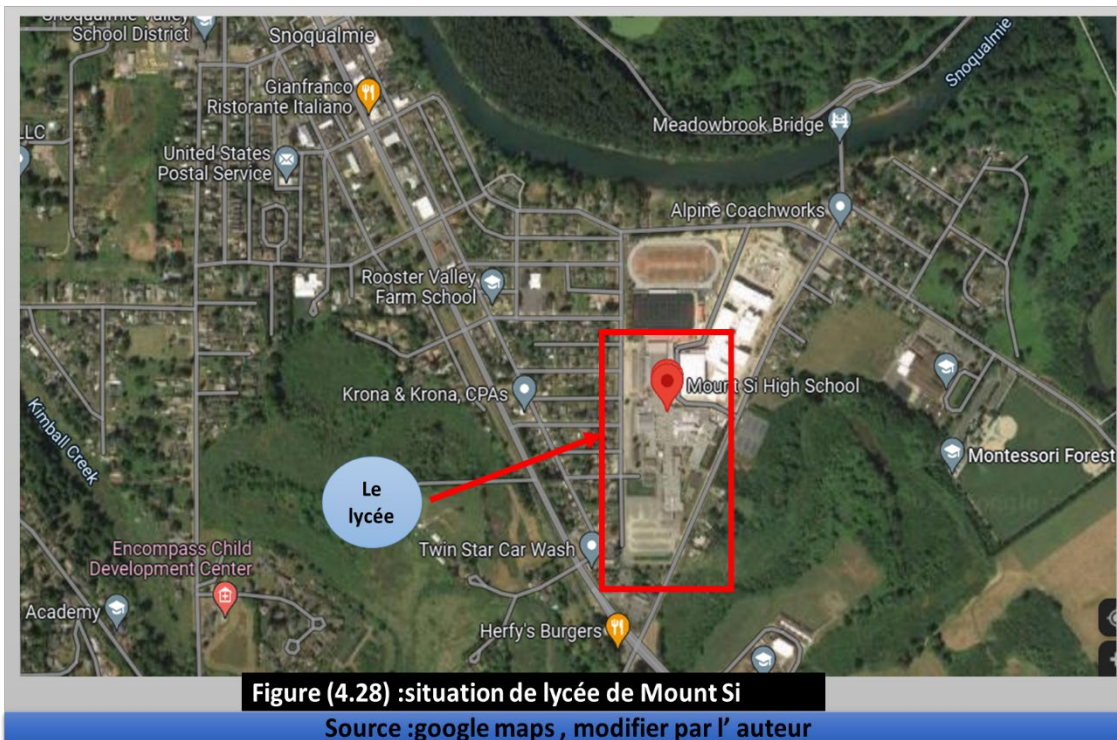 Snoqualmie Valley
School District
Snoqualmie
Gianfranco
Ristorante Italiano
Snoqualmie
LLC
United States
Postal Service
Meadowbrook Bridge
Alpine Coachworks
Rooster Valley
Farm School
Krona & Krona, CPAs
Mount Si High School
Kimball Creek
Montessori Forest
Le
lycée
Twin Star Car Wash
Encompass Child
Development Center
Academy
Herfy's Burgers
Figure (4.28) :situation de lycée de Mount Si
Source :google maps , modifier par l' auteur